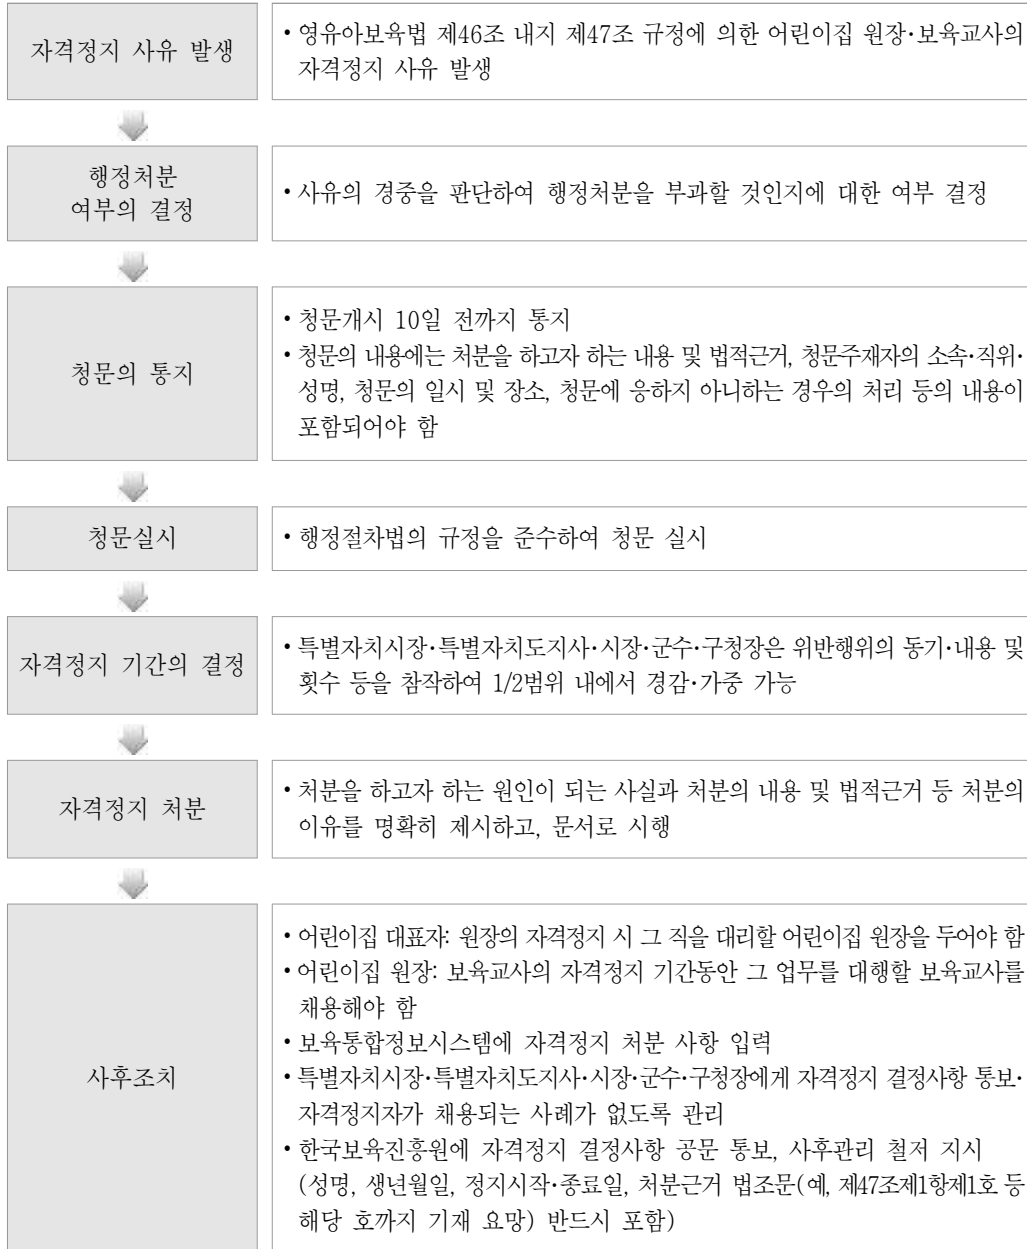 자격정지 사유 발생
• 영유아보육법 제46조 내지 제47조 규정에 의한 어린이집 원장·보육교사의
자격정지 사유 발생
행정처분
여부의 결정
• 사유의 경중을 판단하여 행정처분을 부과할 것인지에 대한 여부 결정
청문의 통지
• 청문개시 10일 전까지 통지
• 청문의 내용에는 처분을 하고자 하는 내용 및 법적근거, 청문주재자의 소속·직위·
성명, 청문의 일시 및 장소, 청문에 응하지 아니하는 경우의 처리 등의 내용이
포함되어야 함
청문실시
• 행정절차법의 규정을 준수하여 청문 실시
자격정지 기간의 결정
• 특별자치시장·특별자치도지사·시장·군수·구청장은 위반행위의 동기·내용 및
횟수 등을 참작하여 1/2범위 내에서 경감·가중 가능
자격정지 처분
• 처분을 하고자 하는 원인이 되는 사실과 처분의 내용 및 법적근거 등 처분의
이유를 명확히 제시하고, 문서로 시행
사후조치
• 어린이집 대표자: 원장의 자격정지 시 그 직을 대리할 어린이집 원장을 두어야 함
• 어린이집 원장: 보육교사의 자격정지 기간동안 그 업무를 대행할 보육교사를
채용해야 함
• 보육통합정보시스템에 자격정지 처분 사항 입력
• 특별자치시장·특별자치도지사·시장·군수·구청장에게 자격정지 결정사항 통보·
자격정지자가 채용되는 사례가 없도록 관리
• 한국보육진흥원에 자격정지 결정사항 공문 통보, 사후관리 철저 지시
(성명, 생년월일, 정지시작·종료일, 처분근거 법조문(예, 제47조제1항제1호 등
해당 호까지 기재 요망) 반드시 포함)